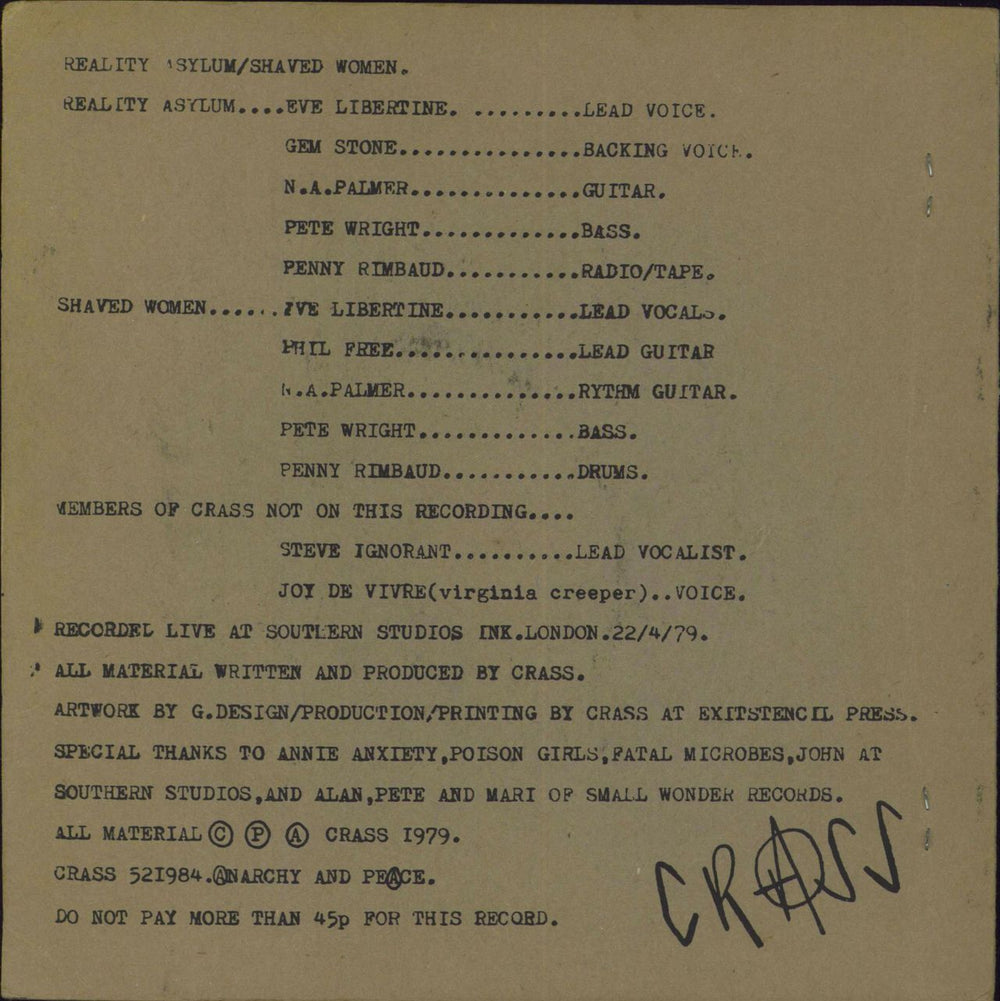 REALITY ASYLUM/SHAVED WOMEN.
REALITY ASYLUM....EVE LIBERTINE. .........LEAD VOICE.
GEM STONE...............BACKING VOICE.
N.A.PALMER..............GUITAR.
PETE WRIGHT.............BASS.
PENNY RIMBAUD...........RADIO/TAPE.
SHAVED WOMEN......EVE LIBERTINE...........LEAD VOCALS.
PHIL FREE...............LEAD GUITAR
N.A.PALMER..............RYTHM GUITAR.
PETE WRIGHT.............BASS.
PENNY RIMBAUD...........DRUMS.
MEMBERS OF CRASS NOT ON THIS RECORDING....
STEVE IGNORANT..........LEAD VOCALIST.
JOY DE VIVRE(virginia creeper)..VOICE.
RECORDED LIVE AT SOUTHERN STUDIOS INK.LONDON.22/4/79.
ALL MATERIAL WRITTEN AND PRODUCED BY CRASS.
ARTWORK BY G.DESIGN/PRODUCTION/PRINTING BY CRASS AT EXITSTENCIL PRESS.
SPECIAL THANKS TO ANNIE ANXIETY,POISON GIRLS,FATAL MICROBES,JOHN AT
SOUTHERN STUDIOS,AND ALAN,PETE AND MARI OF SMALL WONDER RECORDS.
ALL MATERIAL Ⓒ Ⓟ Ⓐ CRASS I979.
CRASS 52I984.ⒶNARCHY AND PEⒶCE.
DO NOT PAY MORE THAN 45p FOR THIS RECORD.
CRⒶSS